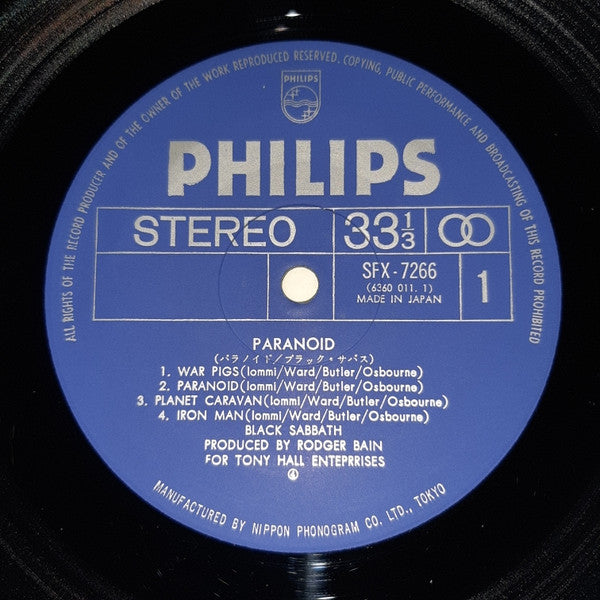 ALL RIGHTS OF THE RECORD PRODUCER AND OF THE OWNER OF THE WORK REPRODUCED RESERVED. COPYING, PUBLIC PERFORMANCE AND BROADCASTING OF THIS RECORD PROHIBITED
PHILIPS
PHILIPS
STEREO 33 1/3
SFX-7266
(6360 011. 1)
MADE IN JAPAN
1
PARANOID
(パラノイド/ブラック・サバス)
1. WAR PIGS(Iommi/Ward/Butler/Osbourne)
2. PARANOID(Iommi/Ward/Butler/Osbourne)
3. PLANET CARAVAN(Iommi/Ward/Butler/Osbourne)
4. IRON MAN(Iommi/Ward/Butler/Osbourne)
BLACK SABBATH
PRODUCED BY RODGER BAIN
FOR TONY HALL ENTEPRRISES
④
MANUFACTURED BY NIPPON PHONOGRAM CO. LTD., TOKYO